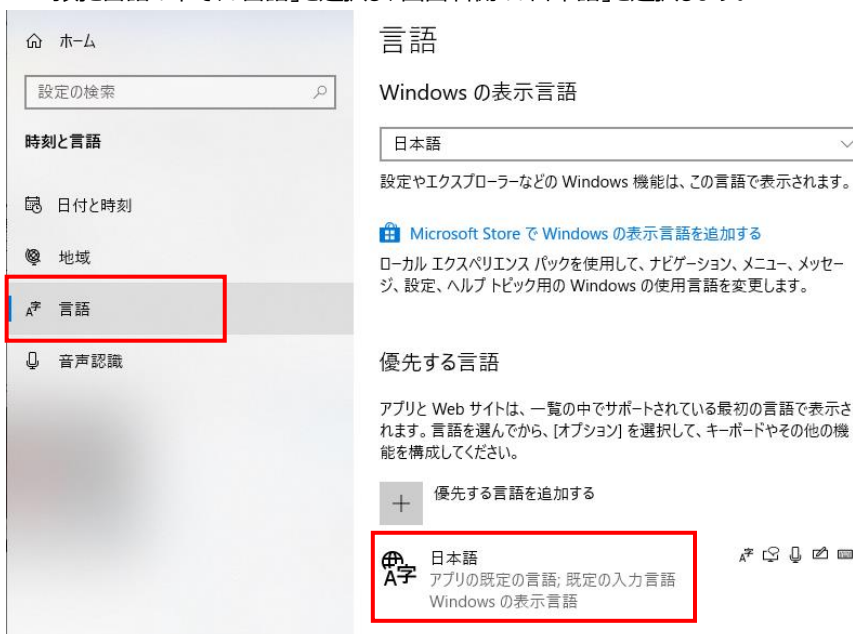 ホーム
設定の検索
時刻と言語
日付と時刻
地域
言語
音声認識
言語
Windows の表示言語
日本語
設定やエクスプローラーなどの Windows 機能は、この言語で表示されます。
Microsoft Store で Windows の表示言語を追加する
ローカル エクスペリエンス パックを使用して、ナビゲーション、メニュー、メッセー
ジ、設定、ヘルプ トピック用の Windows の使用言語を変更します。
優先する言語
アプリと Web サイトは、一覧の中でサポートされている最初の言語で表示さ
れます。言語を選んでから、[オプション] を選択して、キーボードやその他の機
能を構成してください。
優先する言語を追加する
日本語
アプリの既定の言語; 既定の入力言語
Windows の表示言語